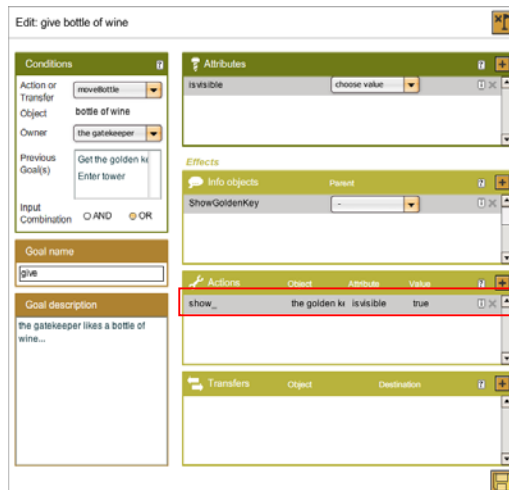 Edit: give bottle of wine
Conditions
?
Action or
Transfer
moveBottle
Object
bottle of wine
Owner
the gatekeeper
Previous
Goal(s)
Get the golden ke
Enter tower
Input
Combination
AND
OR
Goal name
give
Goal description
the gatekeeper likes a bottle of
wine...
Attributes
?
+
isvisible
choose value
Effects
Info objects
Parent
?
+
ShowGoldenKey
-
Actions
Object
Attribute
Value
?
+
show_
the golden ke
isvisible
true
Transfers
Object
Destination
?
+